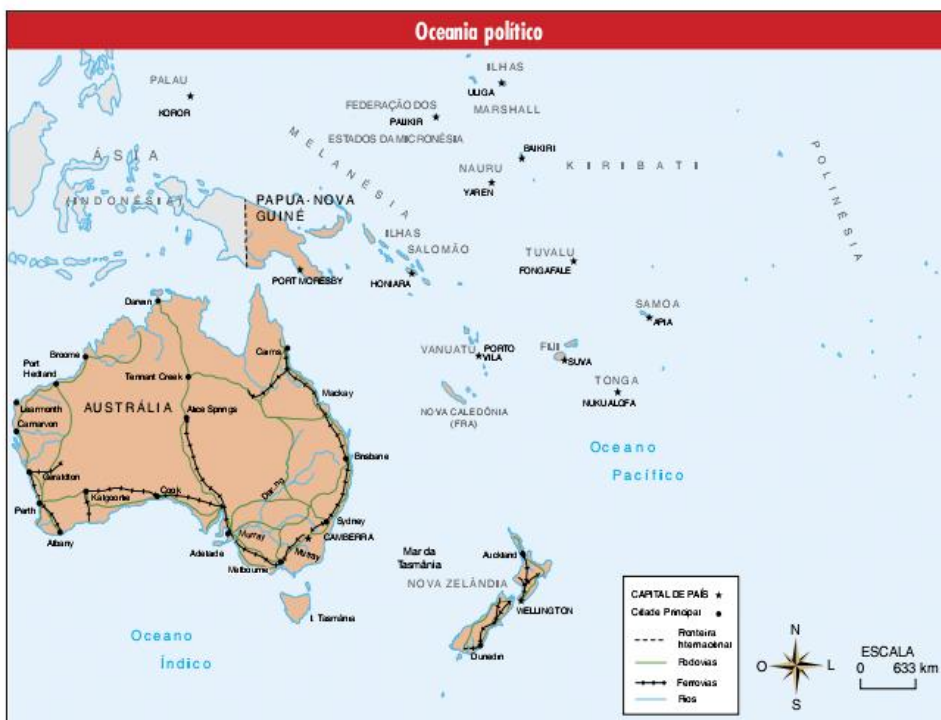 Oceania político
PALAU
KOROR
ILHAS
ULIGA
MARSHALL
FEDERAÇÃO DOS
PALIKIR
ESTADOS DA MICRONÉSIA
MELANÉSIA
BAIKIRI
NAURU
YAREN
KIRIBATI
POLINÉSIA
ÁSIA
(INDONÉSIA)
PAPUA-NOVA
GUINÉ
PORT MORESBY
ILHAS
SALOMÃO
HONIARA
TUVALU
FONGAFALE
SAMOA
APIA
VANUATU
PORTO
VILA
FIJI
SUVA
TONGA
NUKUALOFA
NOVA CALEDÔNIA
(FRA)
Darwin
Broome
Port
Hedland
Learmonth
Carnarvon
Tennant Creek
Cairns
Mackay
AUSTRÁLIA
Alice Springs
Brisbane
Geraldton
Kalgoorlie
Cook
Perth
Albany
Adelaide
Murray
Murray
Melbourne
Sydney
CAMBERRA
I. Tasmânia
Oceano
Pacífico
Mar da
Tasmânia
Auckland
NOVA ZELÂNDIA
WELLINGTON
Dunedin
Oceano
Índico
CAPITAL DE PAÍS
Cidade Principal
Fronteira
Internacional
Rodovias
Ferrovias
Rios
N
O
L
S
ESCALA
0 633 km